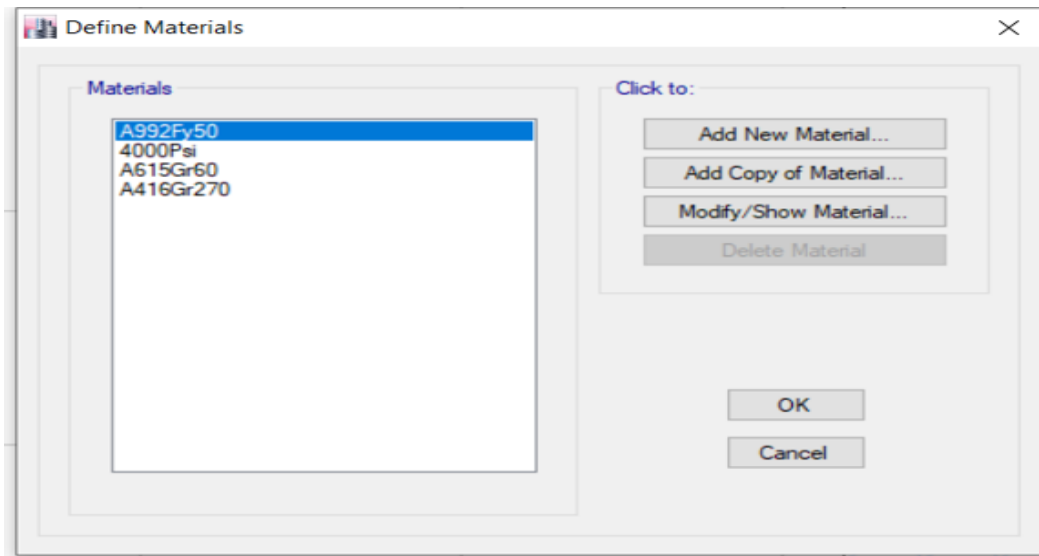 Define Materials
Materials
A992Fy50
4000Psi
A615Gr60
A416Gr270
Click to:
Add New Material...
Add Copy of Material...
Modify/Show Material...
Delete Material
OK
Cancel